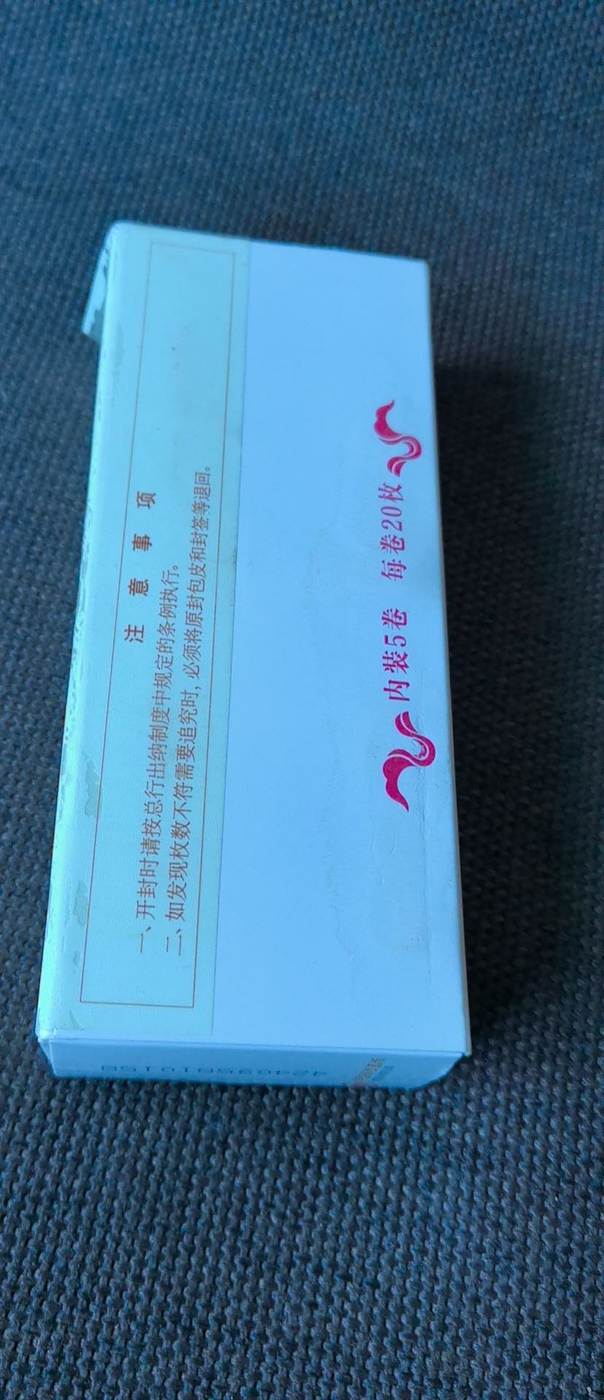 注意事项
一、开封时请按总行出纳制度中规定的条例执行。
二、如发现枚数不符需要追究时，必须将原封包皮和封签等退回。
内装5卷 每卷20枚